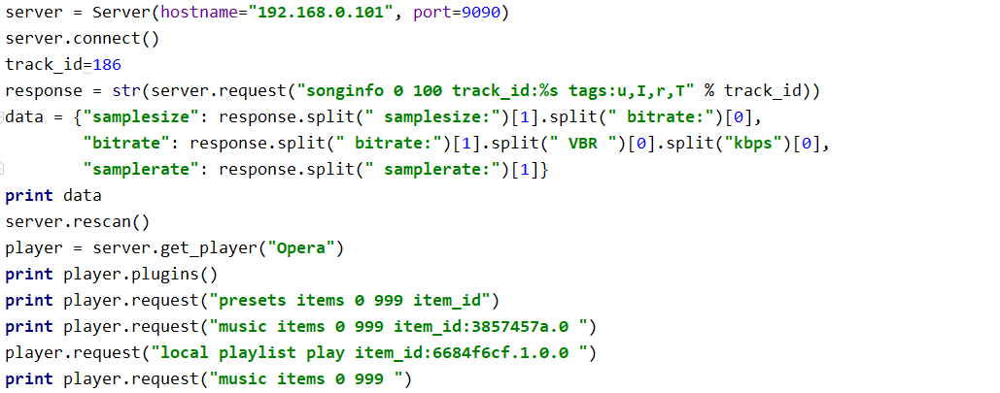 server = Server(hostname="192.168.0.101", port=9090)
server.connect()
track_id=186
response = str(server.request("songinfo 0 100 track_id:%s tags:u,I,r,T" % track_id))
data = {"samplesize": response.split(" samplesize:")[1].split(" bitrate:")[0],
        "bitrate": response.split(" bitrate:")[1].split(" VBR ")[0].split("kbps")[0],
        "samplerate": response.split(" samplerate:")[1]}
print data
server.rescan()
player = server.get_player("Opera")
print player.plugins()
print player.request("presets items 0 999 item_id")
print player.request("music items 0 999 item_id:3857457a.0 ")
player.request("local playlist play item_id:6684f6cf.1.0.0 ")
print player.request("music items 0 999 ")